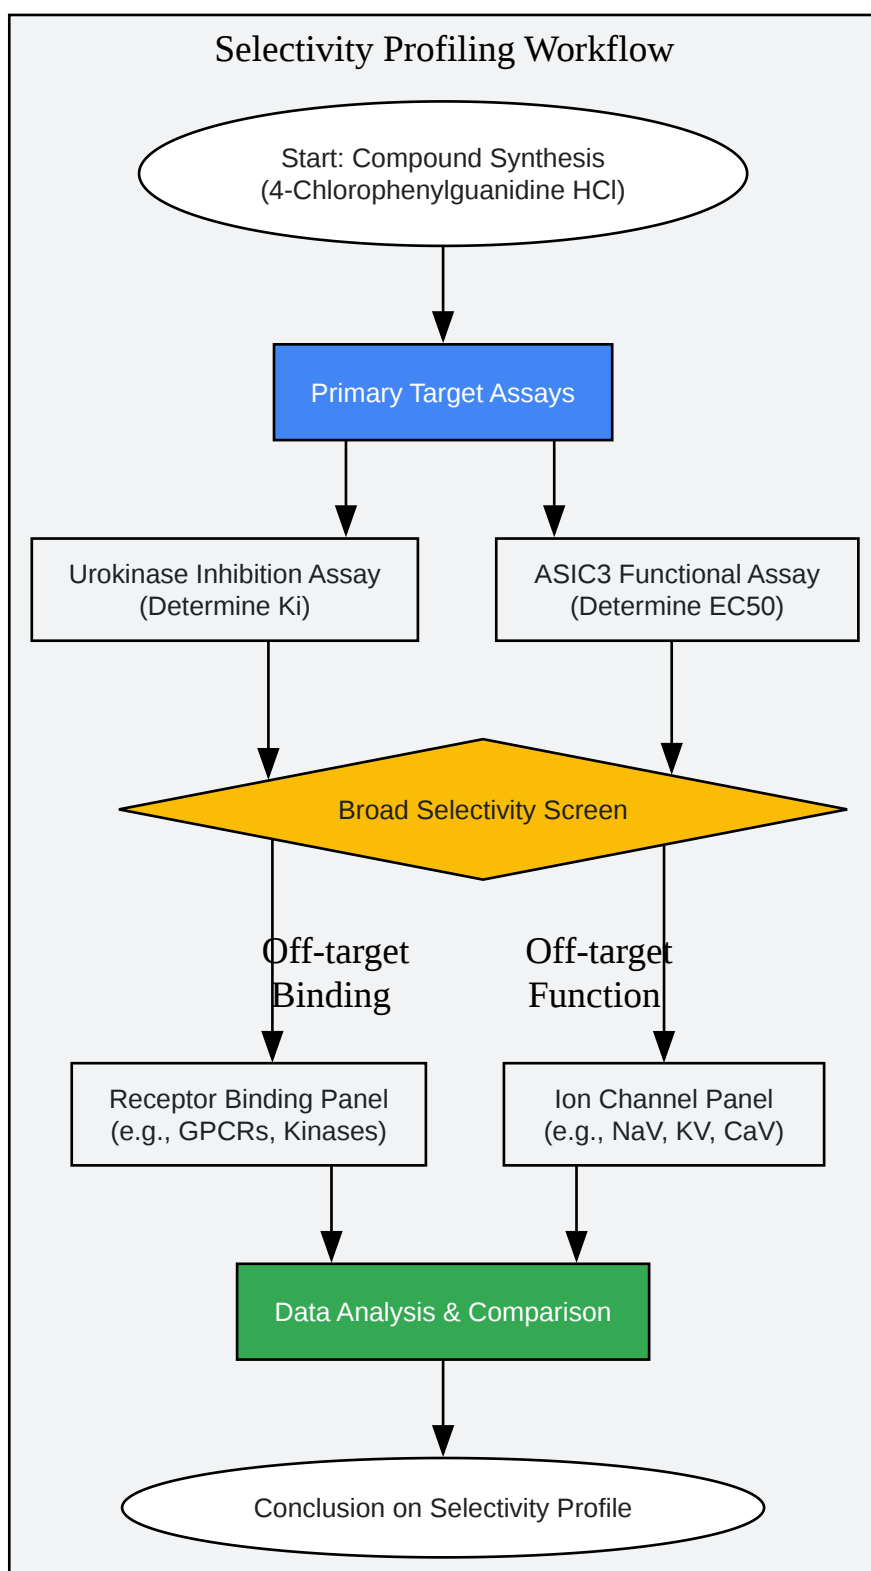 Selectivity Profiling Workflow
Start: Compound Synthesis
(4-Chlorophenylguanidine HCl)
Primary Target Assays
Urokinase Inhibition Assay
(Determine Ki)
ASIC3 Functional Assay
(Determine EC50)
Broad Selectivity Screen
Off-target
Binding
Off-target
Function
Receptor Binding Panel
(e.g., GPCRs, Kinases)
Ion Channel Panel
(e.g., NaV, KV, CaV)
Data Analysis & Comparison
Conclusion on Selectivity Profile